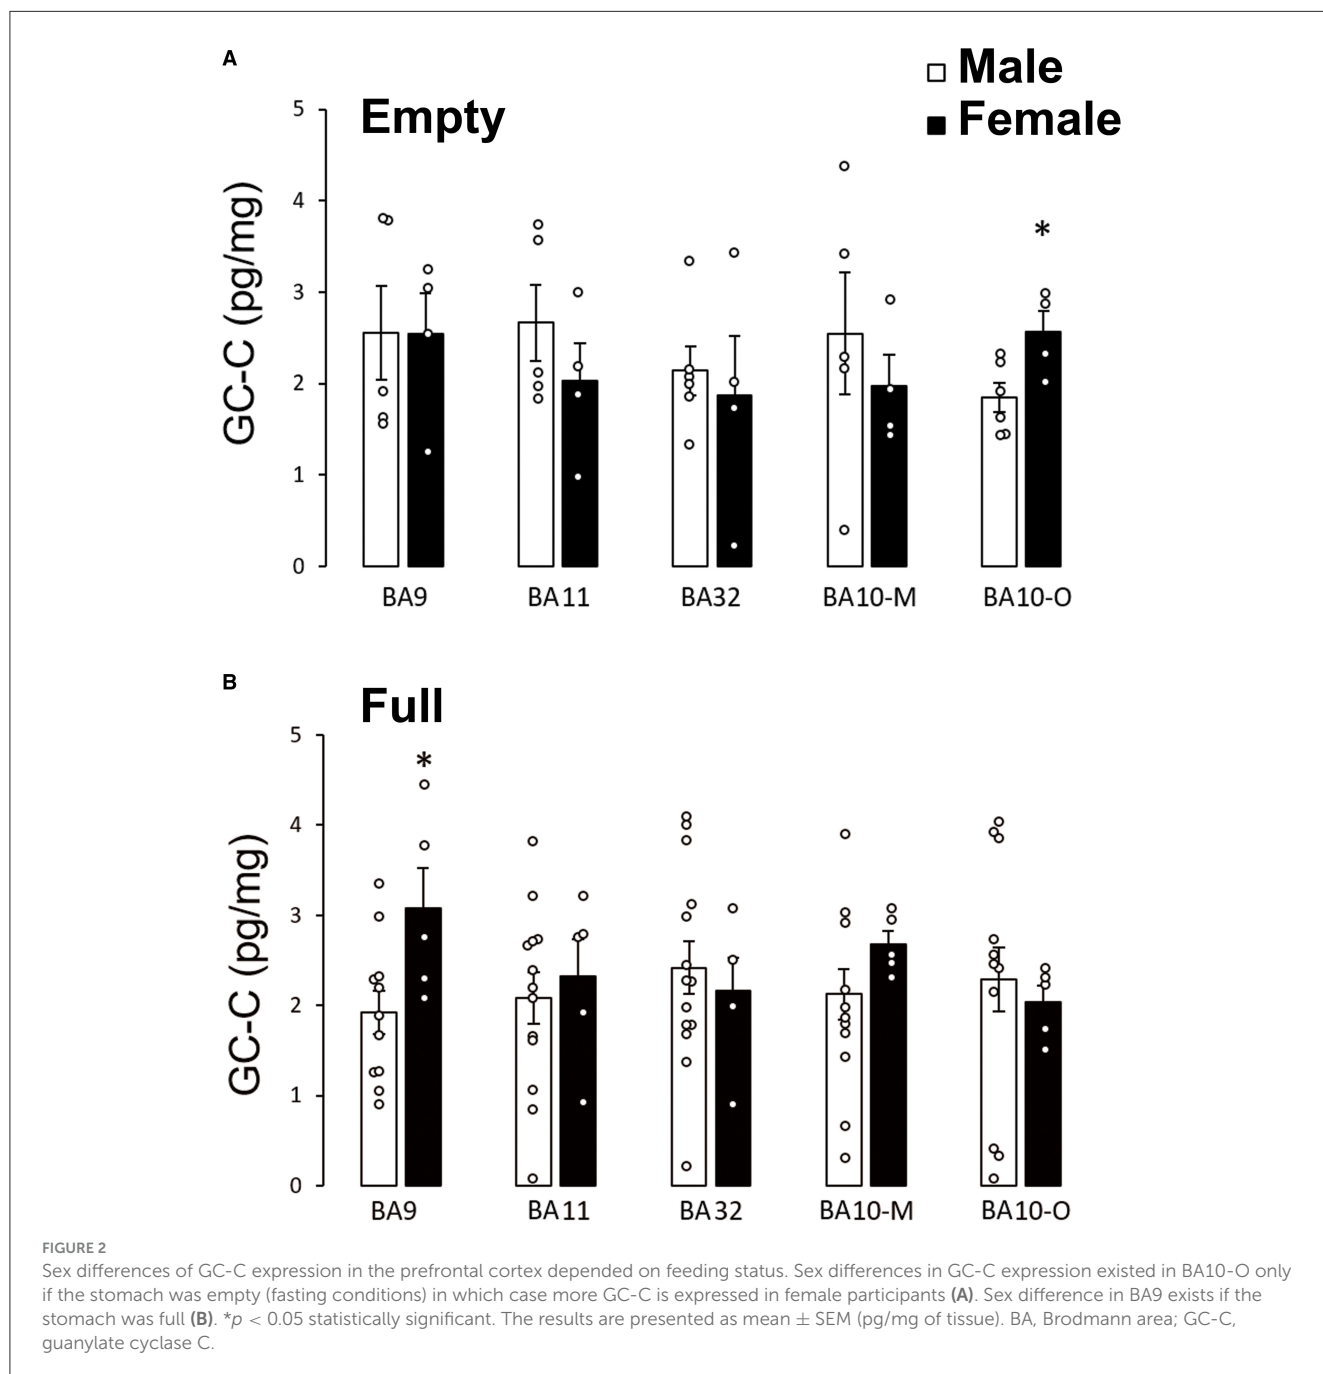 A
Male
Female
Empty
5
4
3
2
1
0
GC-C (pg/mg)
*
BA9 BA11 BA32 BA10-M BA10-O
B
Full
5
4
3
2
1
0
GC-C (pg/mg)
*
BA9 BA11 BA32 BA10-M BA10-O
FIGURE 2
Sex differences of GC-C expression in the prefrontal cortex depended on feeding status. Sex differences in GC-C expression existed in BA10-O only
if the stomach was empty (fasting conditions) in which case more GC-C is expressed in female participants (A). Sex difference in BA9 exists if the
stomach was full (B). *p < 0.05 statistically significant. The results are presented as mean ± SEM (pg/mg of tissue). BA, Brodmann area; GC-C,
guanylate cyclase C.